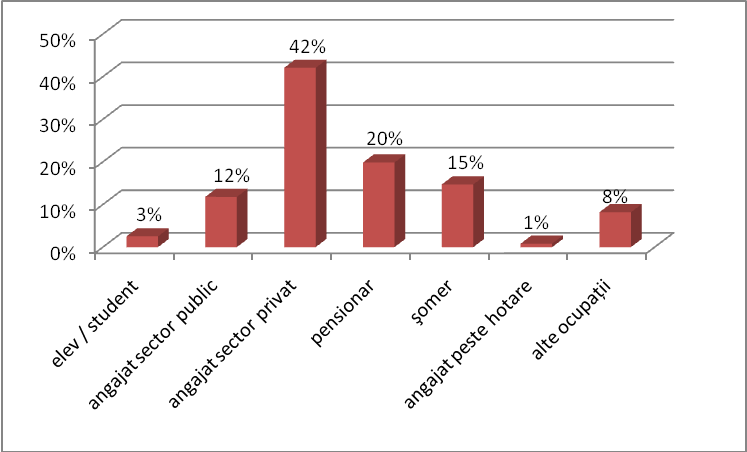 50%
40%
30%
20%
10%
0%
3%
12%
42%
20%
15%
1%
8%
elev / student
angajat sector public
angajat sector privat
pensionar
şomer
angajat peste hotare
alte ocupaţii